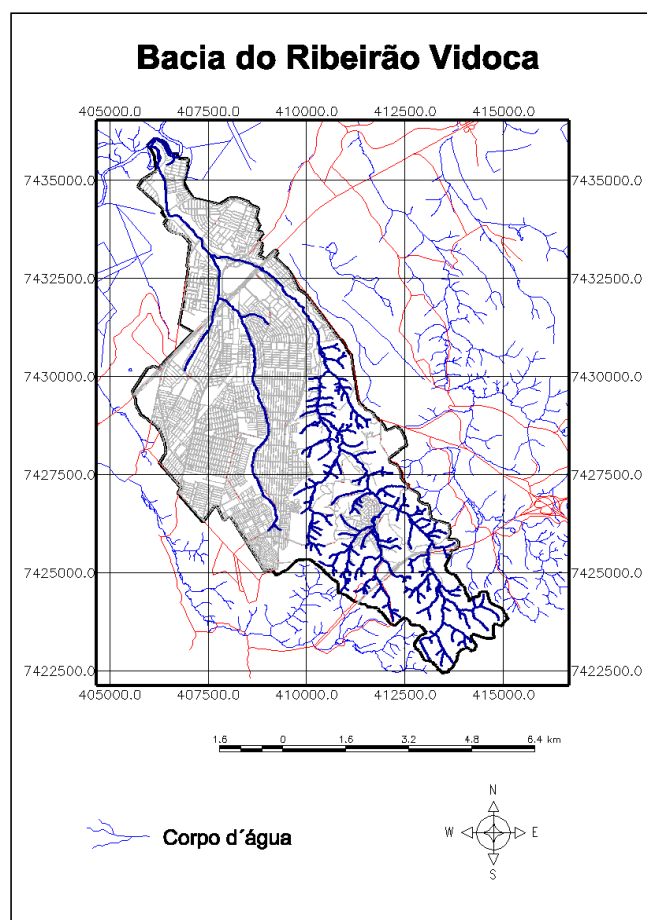 Bacia do Ribeirão Vidoca
405000.0 407500.0 410000.0 412500.0 415000.0
7435000.0 7435000.0
7432500.0 7432500.0
7430000.0 7430000.0
7427500.0 7427500.0
7425000.0 7425000.0
7422500.0 7422500.0
405000.0 407500.0 410000.0 412500.0 415000.0
1.6 0 1.6 3.2 4.8 6.4 km
Corpo d´água
N
W E
S